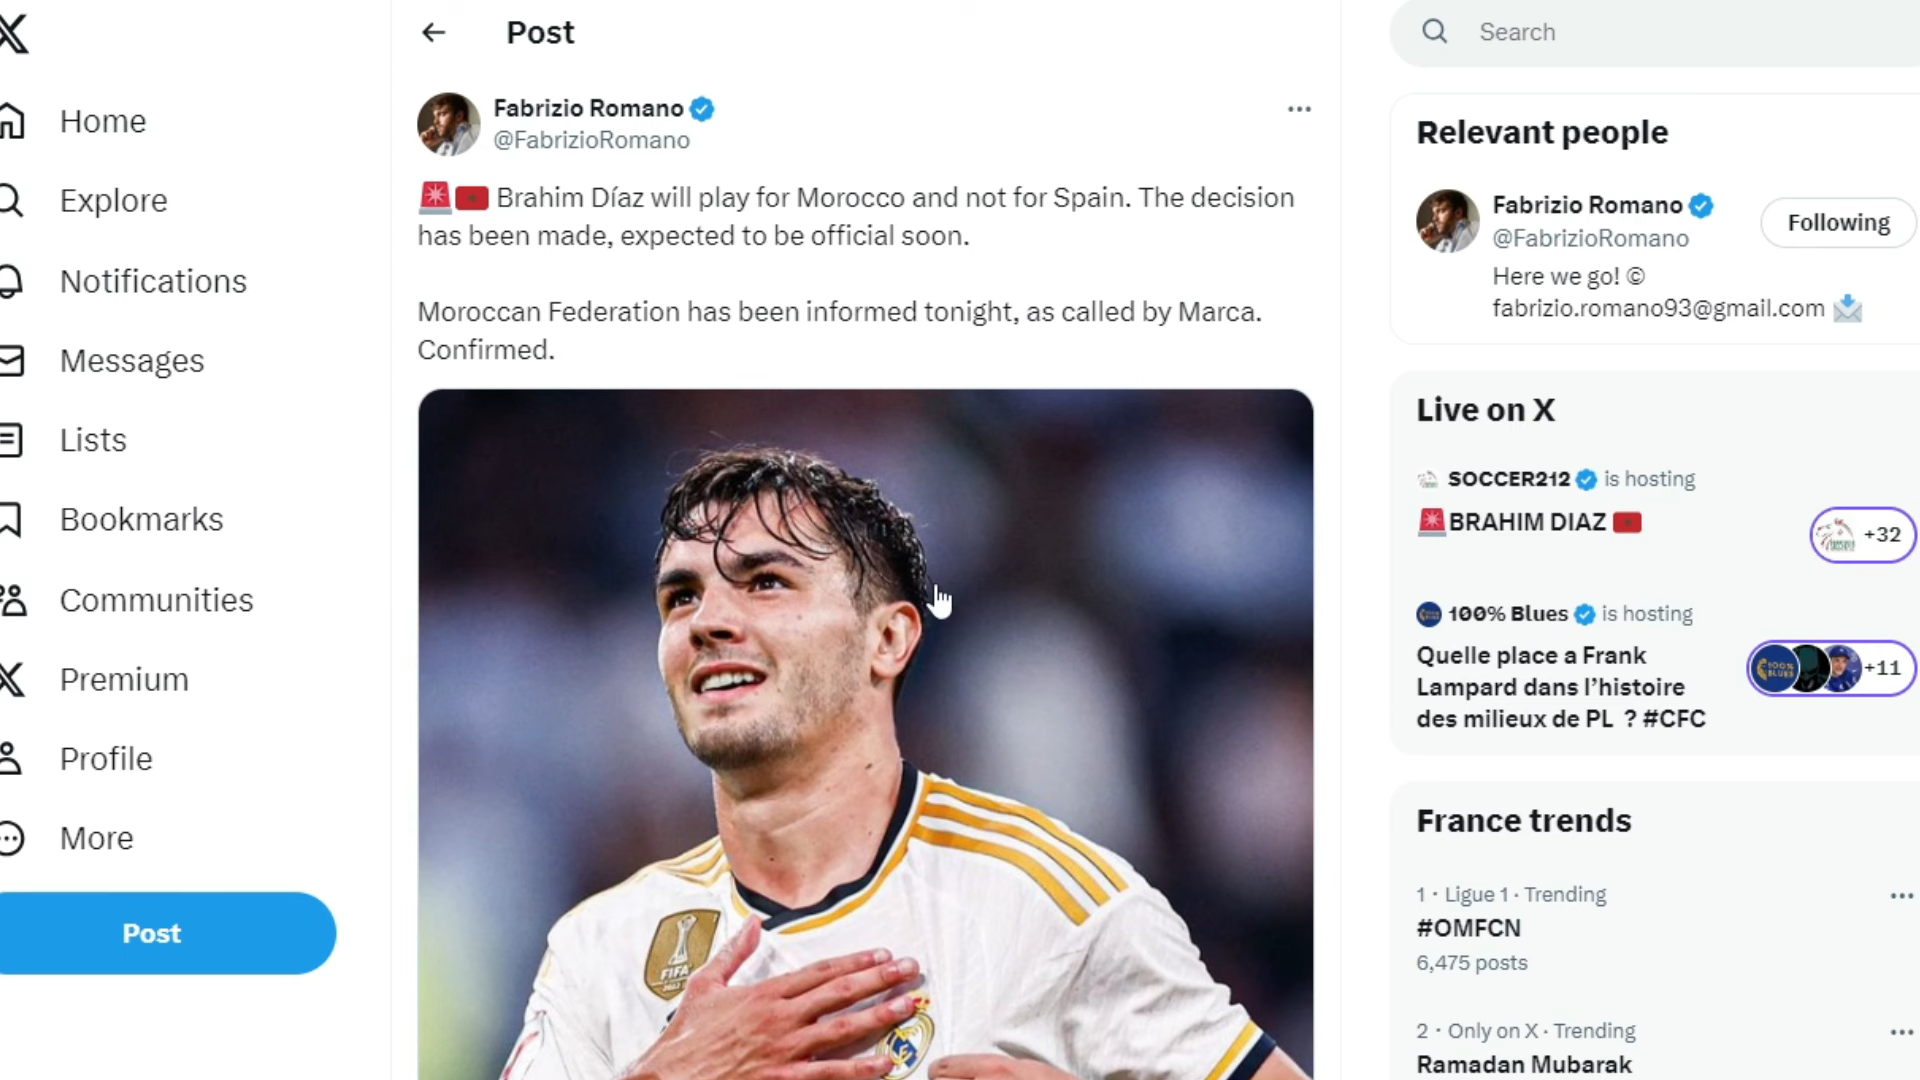 Home
Explore
Notifications
Messages
Lists
Bookmarks
Communities
Premium
Profile
More
Post
Post
Fabrizio Romano
@FabrizioRomano
🚨🇲🇦 Brahim Díaz will play for Morocco and not for Spain. The decision
has been made, expected to be official soon.
Moroccan Federation has been informed tonight, as called by Marca.
Confirmed.
FIFA
Search
Relevant people
Fabrizio Romano
@FabrizioRomano
Following
Here we go! ©
fabrizio.romano93@gmail.com 📩
Live on X
SOCCER212 is hosting
🚨BRAHIM DIAZ 🇲🇦
+32
100% Blues is hosting
Quelle place a Frank
Lampard dans l'histoire
des milieux de PL ? #CFC
100%
BLUES
+11
France trends
1 · Ligue 1 · Trending
#OMFCN
6,475 posts
2 · Only on X · Trending
Ramadan Mubarak